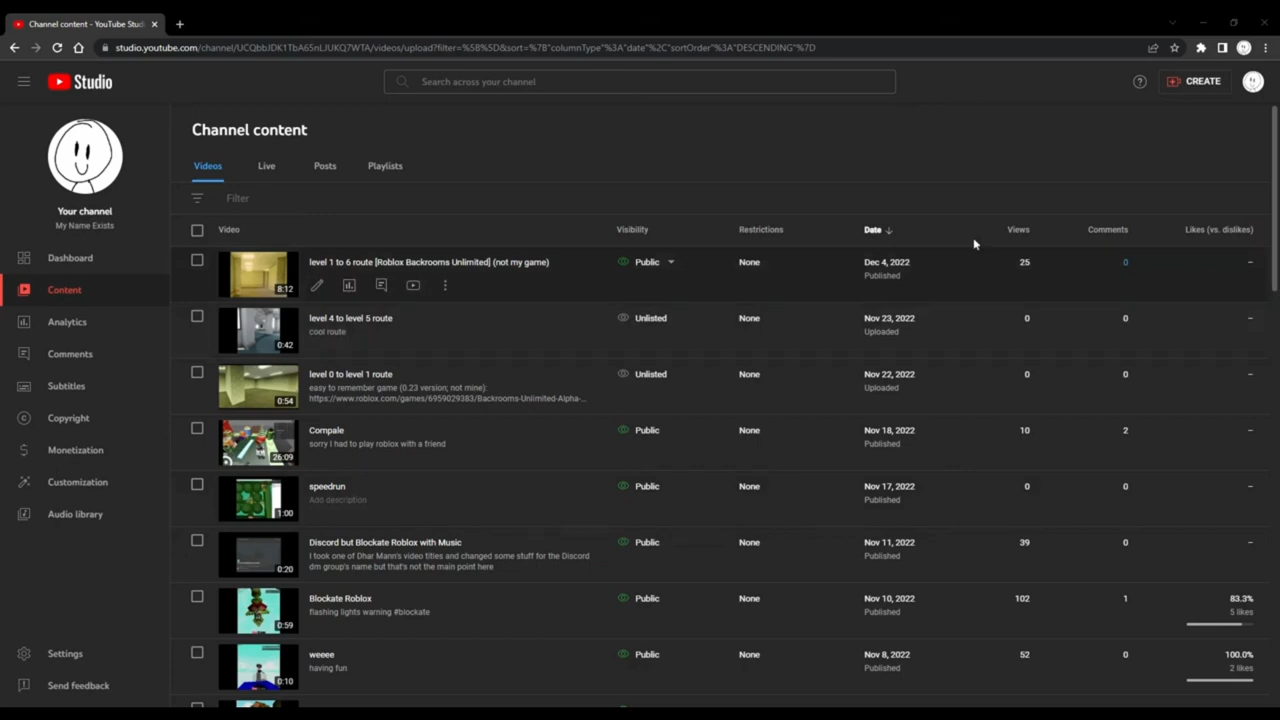 Channel content - YouTube Studi
studio.youtube.com/channel/UCQbbJDK1TbA65nLJUKQ7WTA/videos/upload?filter=%5B%5D&sort=%7B"columnType"%3A"date"%2C"sortOrder"%3A"DESCENDING"%7D
Studio
Search across your channel
CREATE
Your channel
My Name Exists
Dashboard
Content
Analytics
Comments
Subtitles
Copyright
Monetization
Customization
Audio library
Settings
Send feedback
Channel content
Videos Live Posts Playlists
Filter
Video Visibility Restrictions Date Views Comments Likes (vs. dislikes)
level 1 to 6 route [Roblox Backrooms Unlimited] (not my game) Public None Dec 4, 2022 25 0 –
8:12 Published
level 4 to level 5 route Unlisted None Nov 23, 2022 0 0 –
cool route Uploaded
0:42
level 0 to level 1 route Unlisted None Nov 22, 2022 0 0 –
easy to remember game (0.23 version; not mine): Uploaded
https://www.roblox.com/games/6959029383/Backrooms-Unlimited-Alpha-...
0:54
Compale Public None Nov 18, 2022 10 2 –
sorry I had to play roblox with a friend Published
26:09
speedrun Public None Nov 17, 2022 0 0 –
Add description Published
1:00
Discord but Blockate Roblox with Music Public None Nov 11, 2022 39 0 –
I took one of Dhar Mann's video titles and changed some stuff for the Discord Published
dm group's name but that's not the main point here
0:20
Blockate Roblox Public None Nov 10, 2022 102 1 83.3%
flashing lights warning #blockate Published 5 likes
0:59
weeee Public None Nov 8, 2022 52 0 100.0%
having fun Published 2 likes
0:10